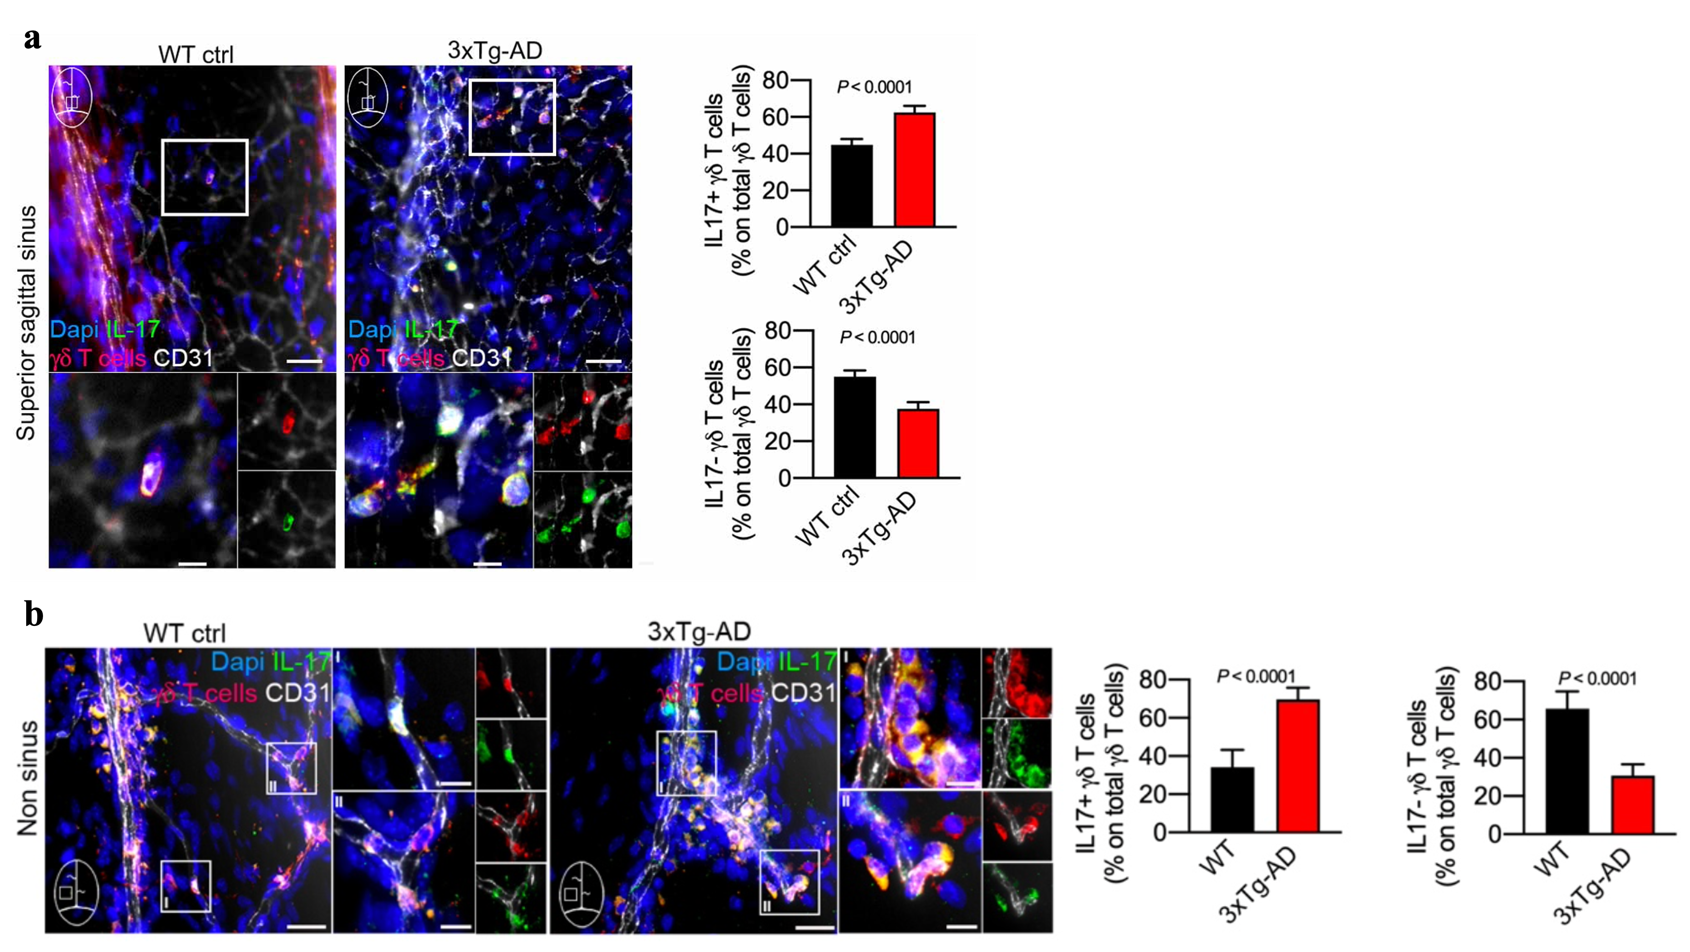 a
WT ctrl
3xTg-AD
Superior sagittal sinus
Dapi IL-17
γδ T cells CD31
Dapi IL-17
γδ T cells CD31
IL17+ γδ T cells
(% on total γδ T cells)
80
60
40
20
0
P < 0.0001
WT ctrl
3xTg-AD
IL17- γδ T cells
(% on total γδ T cells)
80
60
40
20
0
P < 0.0001
WT ctrl
3xTg-AD
b
WT ctrl
3xTg-AD
Non sinus
Dapi IL-17
γδ T cells CD31
II
I
I
II
Dapi IL-17
γδ T cells CD31
I
II
I
II
IL17+ γδ T cells
(% on total γδ T cells)
80
60
40
20
0
P < 0.0001
WT
3xTg-AD
IL17- γδ T cells
(% on total γδ T cells)
80
60
40
20
0
P < 0.0001
WT
3xTg-AD